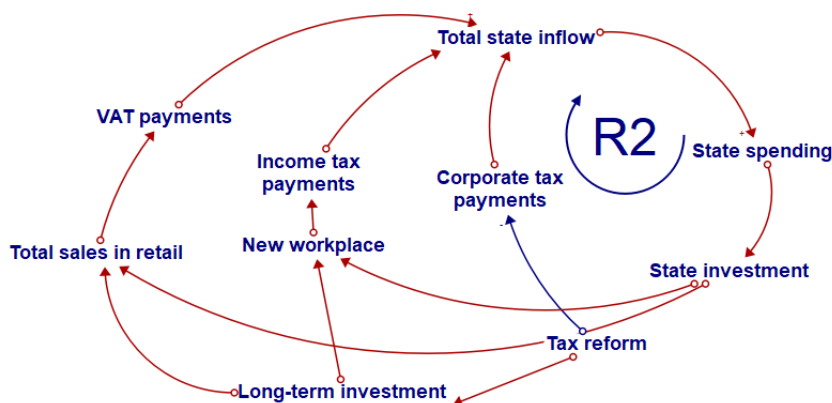 Total state inflow
+
VAT payments
R2
+
State spending
Income tax
payments
Corporate tax
payments
-
Total sales in retail
New workplace
State investment
Tax reform
Long-term investment